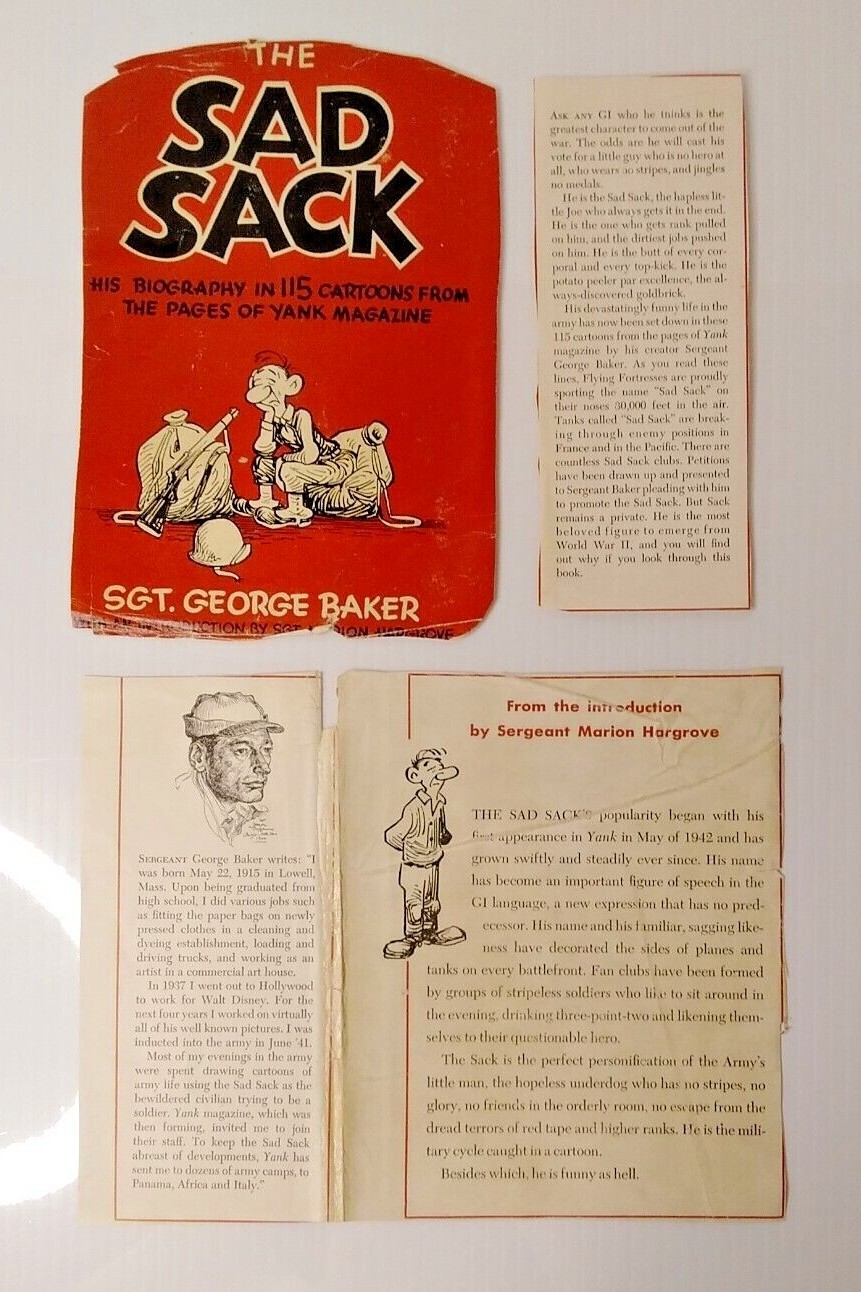 THE
SAD
SACK
HIS BIOGRAPHY IN 115 CARTOONS FROM
THE PAGES OF YANK MAGAZINE
SGT. GEORGE BAKER
INTRODUCTION BY SGT. MARION HARGROVE
ASK ANY GI who he thinks is the
greatest character to come out of the
war. The odds are he will cast his
vote for a little guy who is no hero at
all, who wears no stripes, and jingles
no medals.
He is the Sad Sack, the hapless lit-
tle Joe who always gets it in the end.
He is the one who gets rank pulled
on him, and the dirtiest jobs pushed
on him. He is the butt of every cor-
poral and every top-kick. He is the
potato peeler par excellence, the al-
ways-discovered goldbrick.
His devastatingly funny life in the
army has now been set down in these
115 cartoons from the pages of Yank
magazine by his creator Sergeant
George Baker. As you read these
lines, Flying Fortresses are proudly
sporting the name "Sad Sack" on
their noses 30,000 feet in the air.
Tanks called "Sad Sack" are break-
ing through enemy positions in
France and in the Pacific. There are
countless Sad Sack clubs. Petitions
have been drawn up and presented
to Sergeant Baker pleading with him
to promote the Sad Sack. But Sack
remains a private. He is the most
beloved figure to emerge from
World War II, and you will find
out why if you look through this
book.
SERGEANT George Baker writes: "I
was born May 22, 1915 in Lowell,
Mass. Upon being graduated from
high school, I did various jobs such
as fitting the paper bags on newly
pressed clothes in a cleaning and
dyeing establishment, loading and
driving trucks, and working as an
artist in a commercial art house.
In 1937 I went out to Hollywood
to work for Walt Disney. For the
next four years I worked on virtually
all of his well known pictures. I was
inducted into the army in June '41.
Most of my evenings in the army
were spent drawing cartoons of
army life using the Sad Sack as the
bewildered civilian trying to be a
soldier. Yank magazine, which was
then forming, invited me to join
their staff. To keep the Sad Sack
abreast of developments, Yank has
sent me to dozens of army camps, to
Panama, Africa and Italy."
From the introduction
by Sergeant Marion Hargrove
THE SAD SACK'S popularity began with his
first appearance in Yank in May of 1942 and has
grown swiftly and steadily ever since. His name
has become an important figure of speech in the
GI language, a new expression that has no pred-
ecessor. His name and his familiar, sagging like-
ness have decorated the sides of planes and
tanks on every battlefront. Fan clubs have been formed
by groups of stripeless soldiers who like to sit around in
the evening, drinking three-point-two and likening them-
selves to their questionable hero.
The Sack is the perfect personification of the Army's
little man, the hopeless underdog who has no stripes, no
glory, no friends in the orderly room, no escape from the
dread terrors of red tape and higher ranks. He is the mili-
tary cycle caught in a cartoon.
Besides which, he is funny as hell.